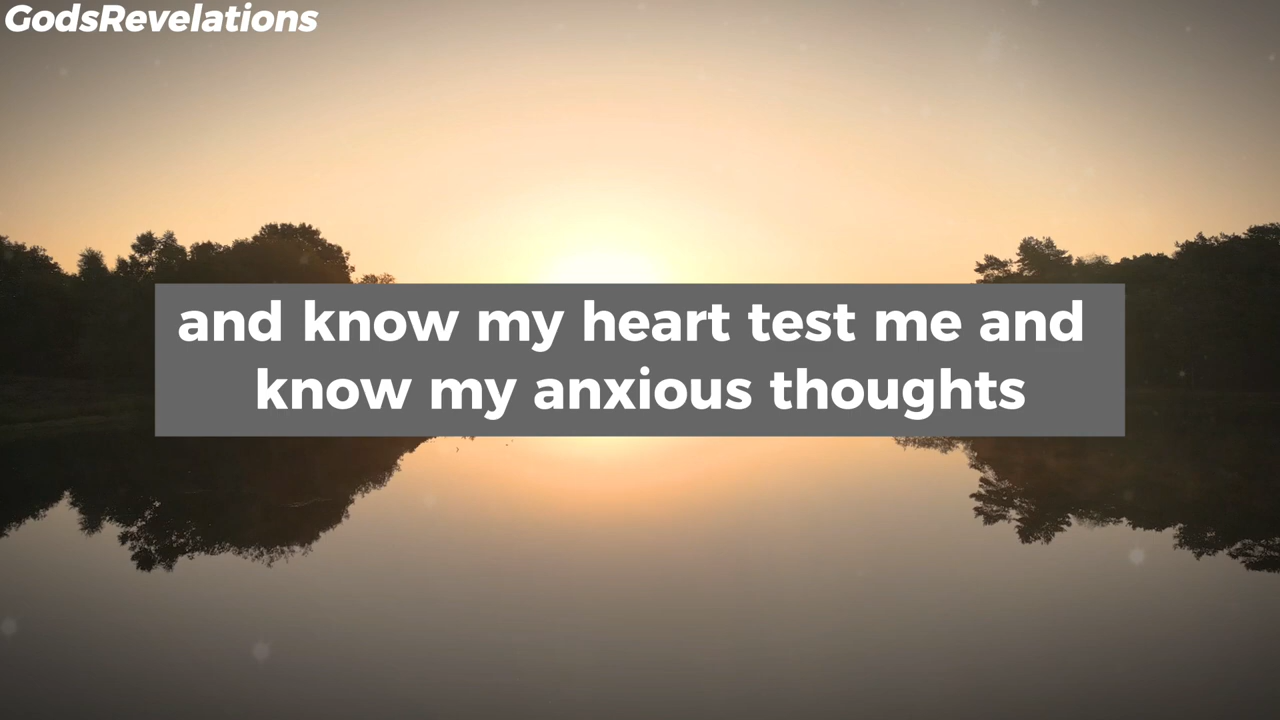 GodsRevelations
and know my heart test me and
know my anxious thoughts